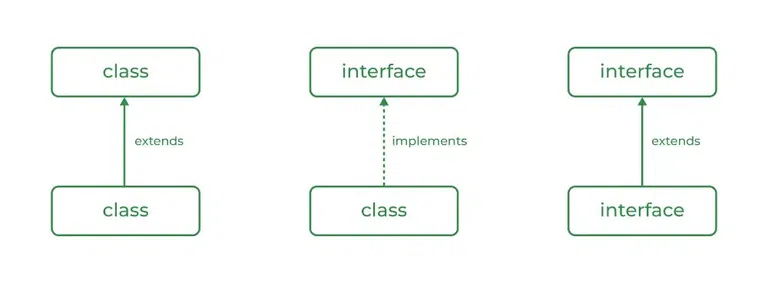 class
interface
interface
extends
implements
extends
class
class
interface